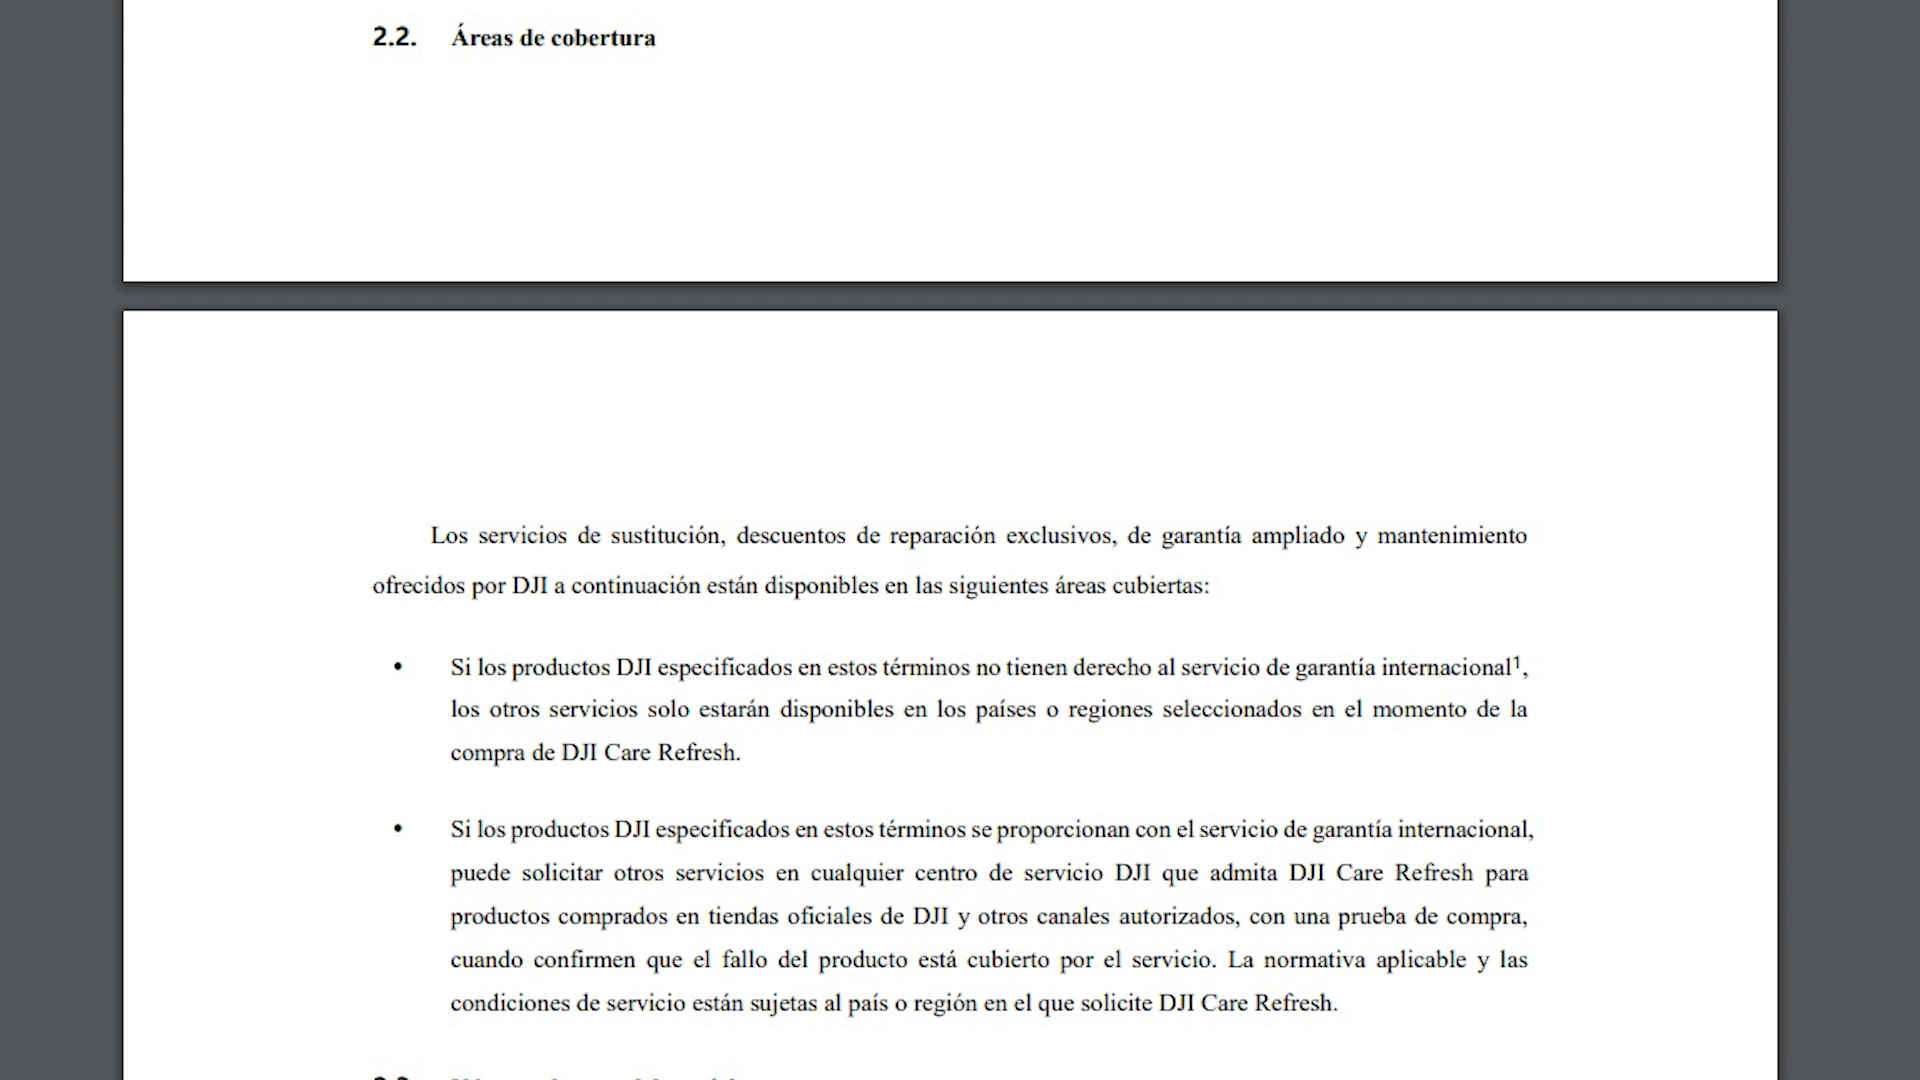 2.2. Áreas de cobertura
Los servicios de sustitución, descuentos de reparación exclusivos, de garantía ampliado y mantenimiento
ofrecidos por DJI a continuación están disponibles en las siguientes áreas cubiertas:
• Si los productos DJI especificados en estos términos no tienen derecho al servicio de garantía internacional¹,
los otros servicios solo estarán disponibles en los países o regiones seleccionados en el momento de la
compra de DJI Care Refresh.
• Si los productos DJI especificados en estos términos se proporcionan con el servicio de garantía internacional,
puede solicitar otros servicios en cualquier centro de servicio DJI que admita DJI Care Refresh para
productos comprados en tiendas oficiales de DJI y otros canales autorizados, con una prueba de compra,
cuando confirmen que el fallo del producto está cubierto por el servicio. La normativa aplicable y las
condiciones de servicio están sujetas al país o región en el que solicite DJI Care Refresh.